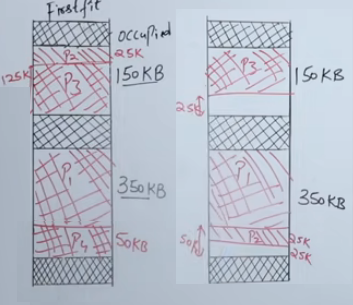 First fit
occupied
P2 25K
125K
P3 150KB
P1
350KB
P4 50KB
P3 150KB
25K
P1
350KB
50K
P2 25K
25K